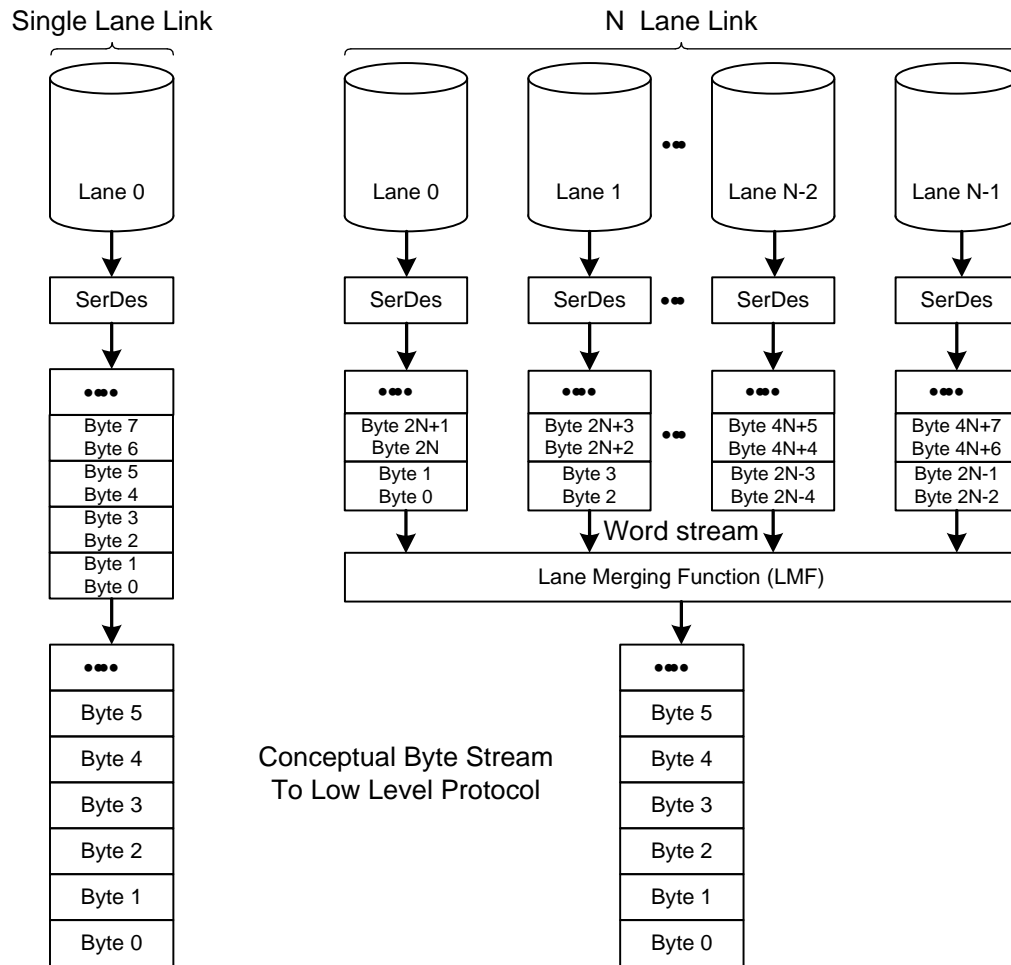 Single Lane Link
N Lane Link
Lane 0
Lane 0
Lane 1
•••
Lane N-2
Lane N-1
SerDes
SerDes
SerDes
•••
SerDes
SerDes
••••
Byte 7
Byte 6
Byte 5
Byte 4
Byte 3
Byte 2
Byte 1
Byte 0
••••
Byte 2N+1
Byte 2N
Byte 1
Byte 0
••••
Byte 2N+3
Byte 2N+2
Byte 3
Byte 2
•••
••••
Byte 4N+5
Byte 4N+4
Byte 2N-3
Byte 2N-4
••••
Byte 4N+7
Byte 4N+6
Byte 2N-1
Byte 2N-2
Word stream
Lane Merging Function (LMF)
••••
Byte 5
Byte 4
Byte 3
Byte 2
Byte 1
Byte 0
Conceptual Byte Stream
To Low Level Protocol
••••
Byte 5
Byte 4
Byte 3
Byte 2
Byte 1
Byte 0